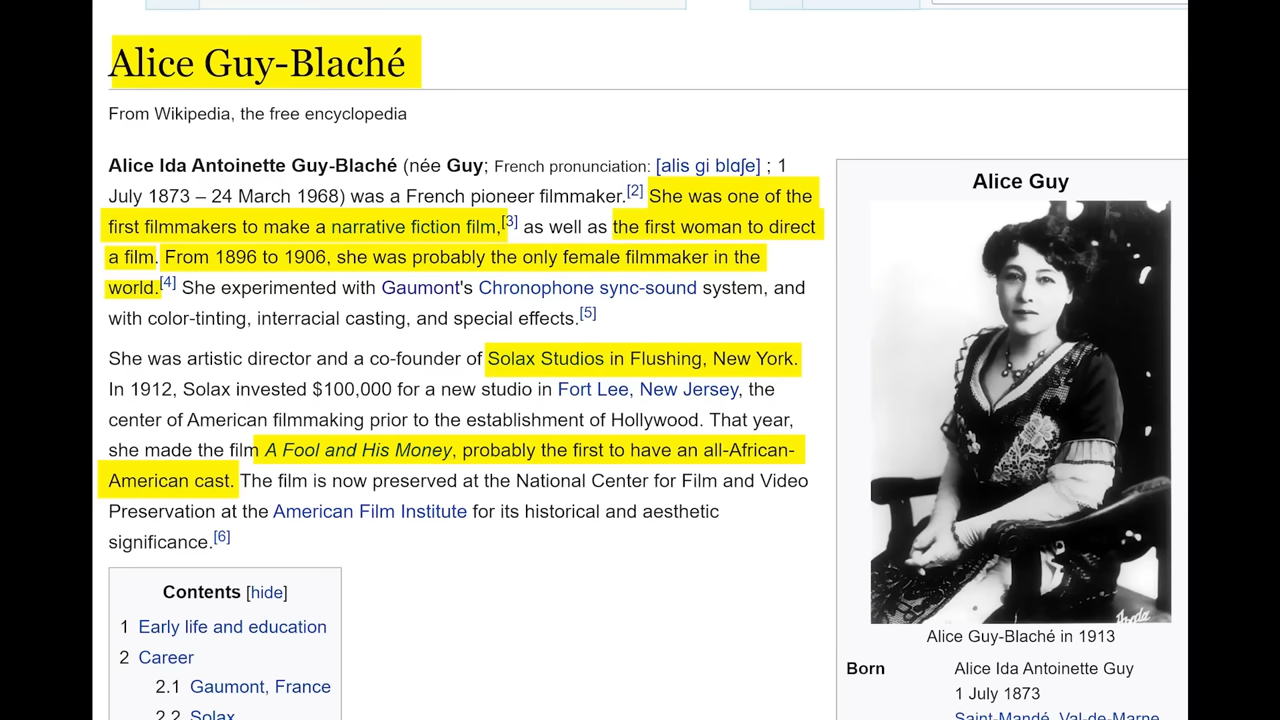 Alice Guy-Blaché
From Wikipedia, the free encyclopedia
Alice Ida Antoinette Guy-Blaché (née Guy; French pronunciation: [alis gi blɑʃe] ; 1
July 1873 – 24 March 1968) was a French pioneer filmmaker.[2] She was one of the
first filmmakers to make a narrative fiction film,[3] as well as the first woman to direct
a film. From 1896 to 1906, she was probably the only female filmmaker in the
world.[4] She experimented with Gaumont's Chronophone sync-sound system, and
with color-tinting, interracial casting, and special effects.[5]
She was artistic director and a co-founder of Solax Studios in Flushing, New York.
In 1912, Solax invested $100,000 for a new studio in Fort Lee, New Jersey, the
center of American filmmaking prior to the establishment of Hollywood. That year,
she made the film A Fool and His Money, probably the first to have an all-African-
American cast. The film is now preserved at the National Center for Film and Video
Preservation at the American Film Institute for its historical and aesthetic
significance.[6]
Contents [hide]
1 Early life and education
2 Career
2.1 Gaumont, France
2.2 Solax
Alice Guy
Alice Guy-Blaché in 1913
Born Alice Ida Antoinette Guy
1 July 1873
Saint-Mandé, Val-de-Marne